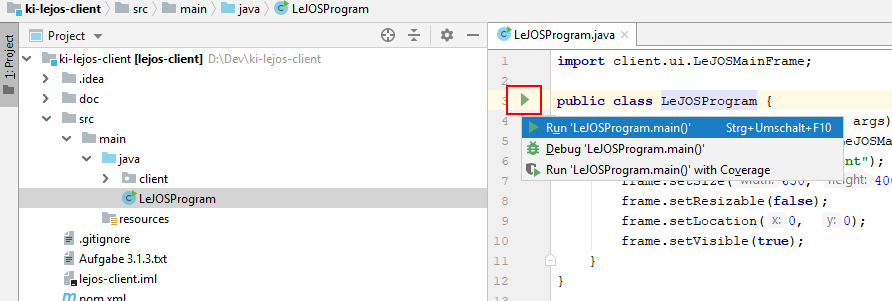 ki-lejos-client src main java LeJOSProgram
1: Project
Project
ki-lejos-client [lejos-client] D:\Dev\ki-lejos-client
.idea
doc
src
main
java
client
LeJOSProgram
resources
.gitignore
Aufgabe 3.1.3.txt
lejos-client.iml
pom.xml
LeJOSProgram.java
1 import client.ui.LeJOSMainFrame;
2
3 public class LeJOSProgram {
4 args)
Run 'LeJOSProgram.main()' Strg+Umschalt+F10
Debug 'LeJOSProgram.main()'
Run 'LeJOSProgram.main()' with Coverage
7 frame.setSize( width: 650, height: 400
8 frame.setResizable(false);
9 frame.setLocation( x: 0, y: 0);
10 frame.setVisible(true);
11 }
12 }